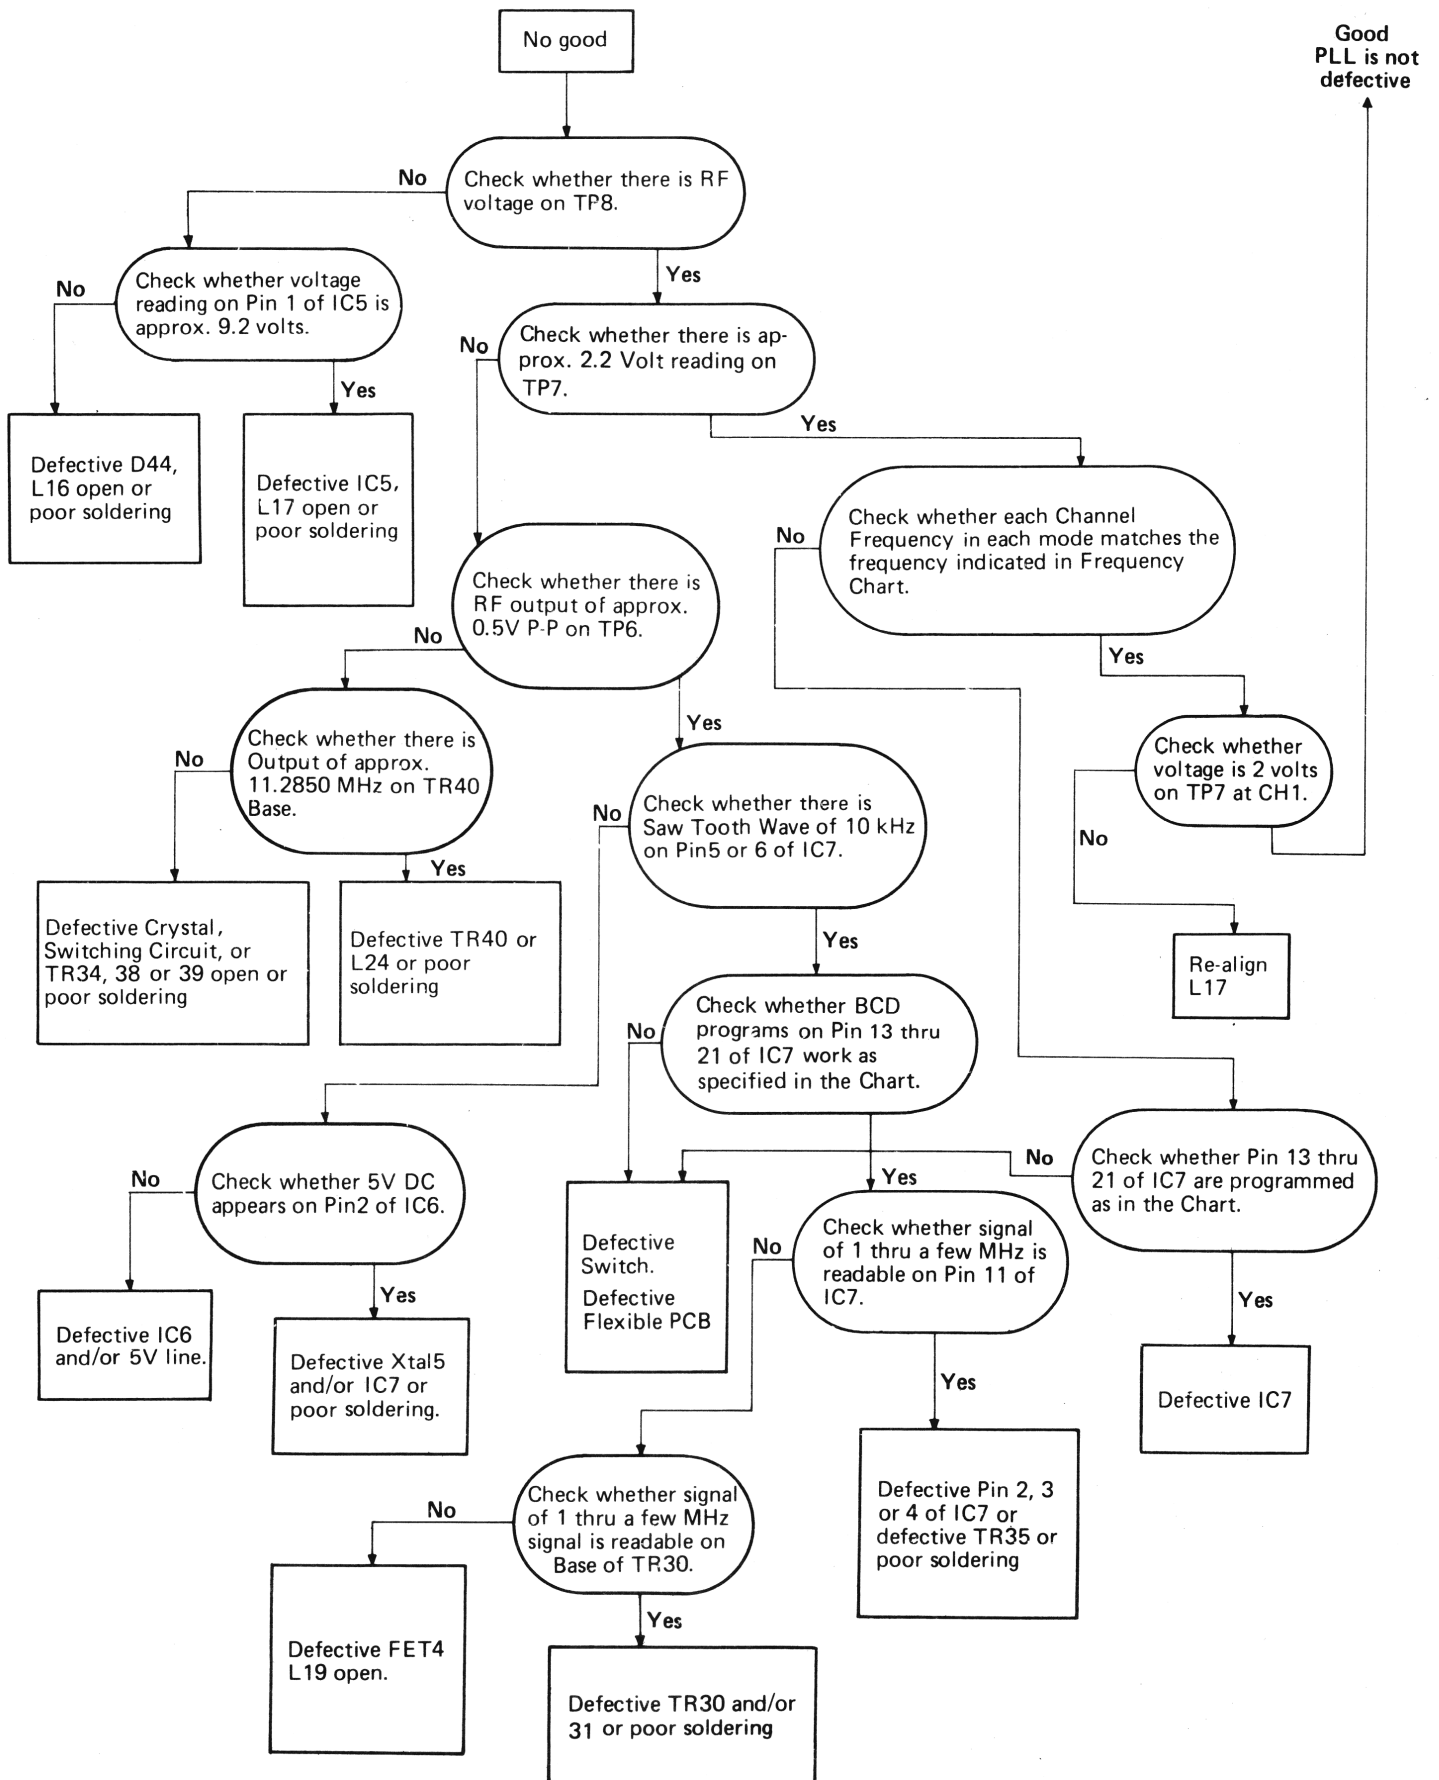 No good
Good
PLL is not
defective
No
Check whether there is RF
voltage on TP8.
Yes
No
Check whether voltage
reading on Pin 1 of IC5 is
approx. 9.2 volts.
Yes
No
Check whether there is ap-
prox. 2.2 Volt reading on
TP7.
Yes
Defective D44,
L16 open or
poor soldering
Defective IC5,
L17 open or
poor soldering
No
Check whether each Channel
Frequency in each mode matches the
frequency indicated in Frequency
Chart.
Yes
Check whether there is
RF output of approx.
0.5V P-P on TP6.
No
Yes
No
Check whether there is
Output of approx.
11.2850 MHz on TR40
Base.
Yes
Check whether
voltage is 2 volts
on TP7 at CH1.
No
No
Check whether there is
Saw Tooth Wave of 10 kHz
on Pin5 or 6 of IC7.
Yes
Defective Crystal,
Switching Circuit, or
TR34, 38 or 39 open or
poor soldering
Defective TR40 or
L24 or poor
soldering
Re-align
L17
No
Check whether BCD
programs on Pin 13 thru
21 of IC7 work as
specified in the Chart.
Yes
No
Check whether 5V DC
appears on Pin2 of IC6.
Yes
No
Check whether Pin 13 thru
21 of IC7 are programmed
as in the Chart.
Yes
Defective
Switch.
Defective
Flexible PCB
No
Check whether signal
of 1 thru a few MHz is
readable on Pin 11 of
IC7.
Yes
Defective IC6
and/or 5V line.
Defective Xtal5
and/or IC7 or
poor soldering.
Defective IC7
No
Check whether signal
of 1 thru a few MHz
signal is readable on
Base of TR30.
Yes
Defective Pin 2, 3
or 4 of IC7 or
defective TR35 or
poor soldering
Defective FET4
L19 open.
Defective TR30 and/or
31 or poor soldering